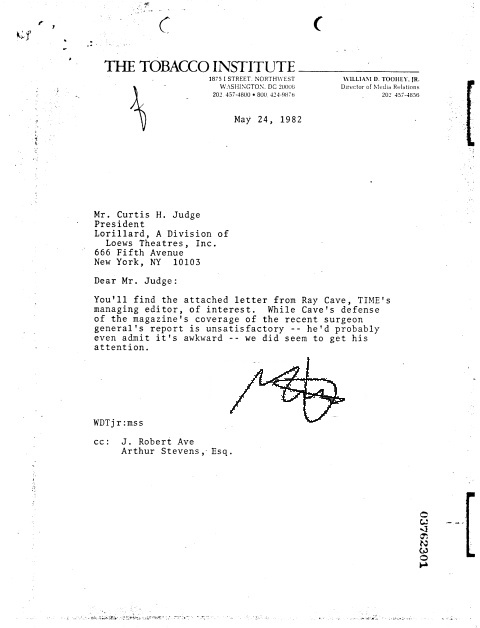 THE TOBACCO INSTITUTE
1875 I STREET, NORTHWEST
WASHINGTON, DC 20006
202 457-4800 • 800 424-9876
WILLIAM D. TOOHEY, JR.
Director of Media Relations
202 457-4856
May 24, 1982
Mr. Curtis H. Judge
President
Lorillard, A Division of
Loews Theatres, Inc.
666 Fifth Avenue
New York, NY 10103
Dear Mr. Judge:
You'll find the attached letter from Ray Cave, TIME's
managing editor, of interest. While Cave's defense
of the magazine's coverage of the recent surgeon
general's report is unsatisfactory -- he'd probably
even admit it's awkward -- we did seem to get his
attention.
WDTjr:mss
cc: J. Robert Ave
Arthur Stevens, Esq.
03762301